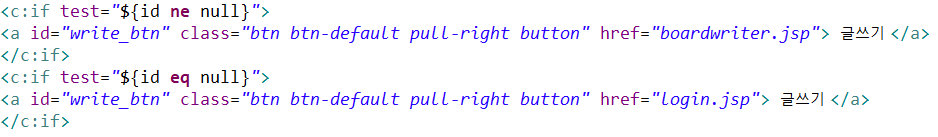 <c:if test="${id ne null}">
<a id="write_btn" class="btn btn-default pull-right button" href="boardwriter.jsp"> 글쓰기</a>
</c:if>
<c:if test="${id eq null}">
<a id="write_btn" class="btn btn-default pull-right button" href="login.jsp"> 글쓰기</a>
</c:if>